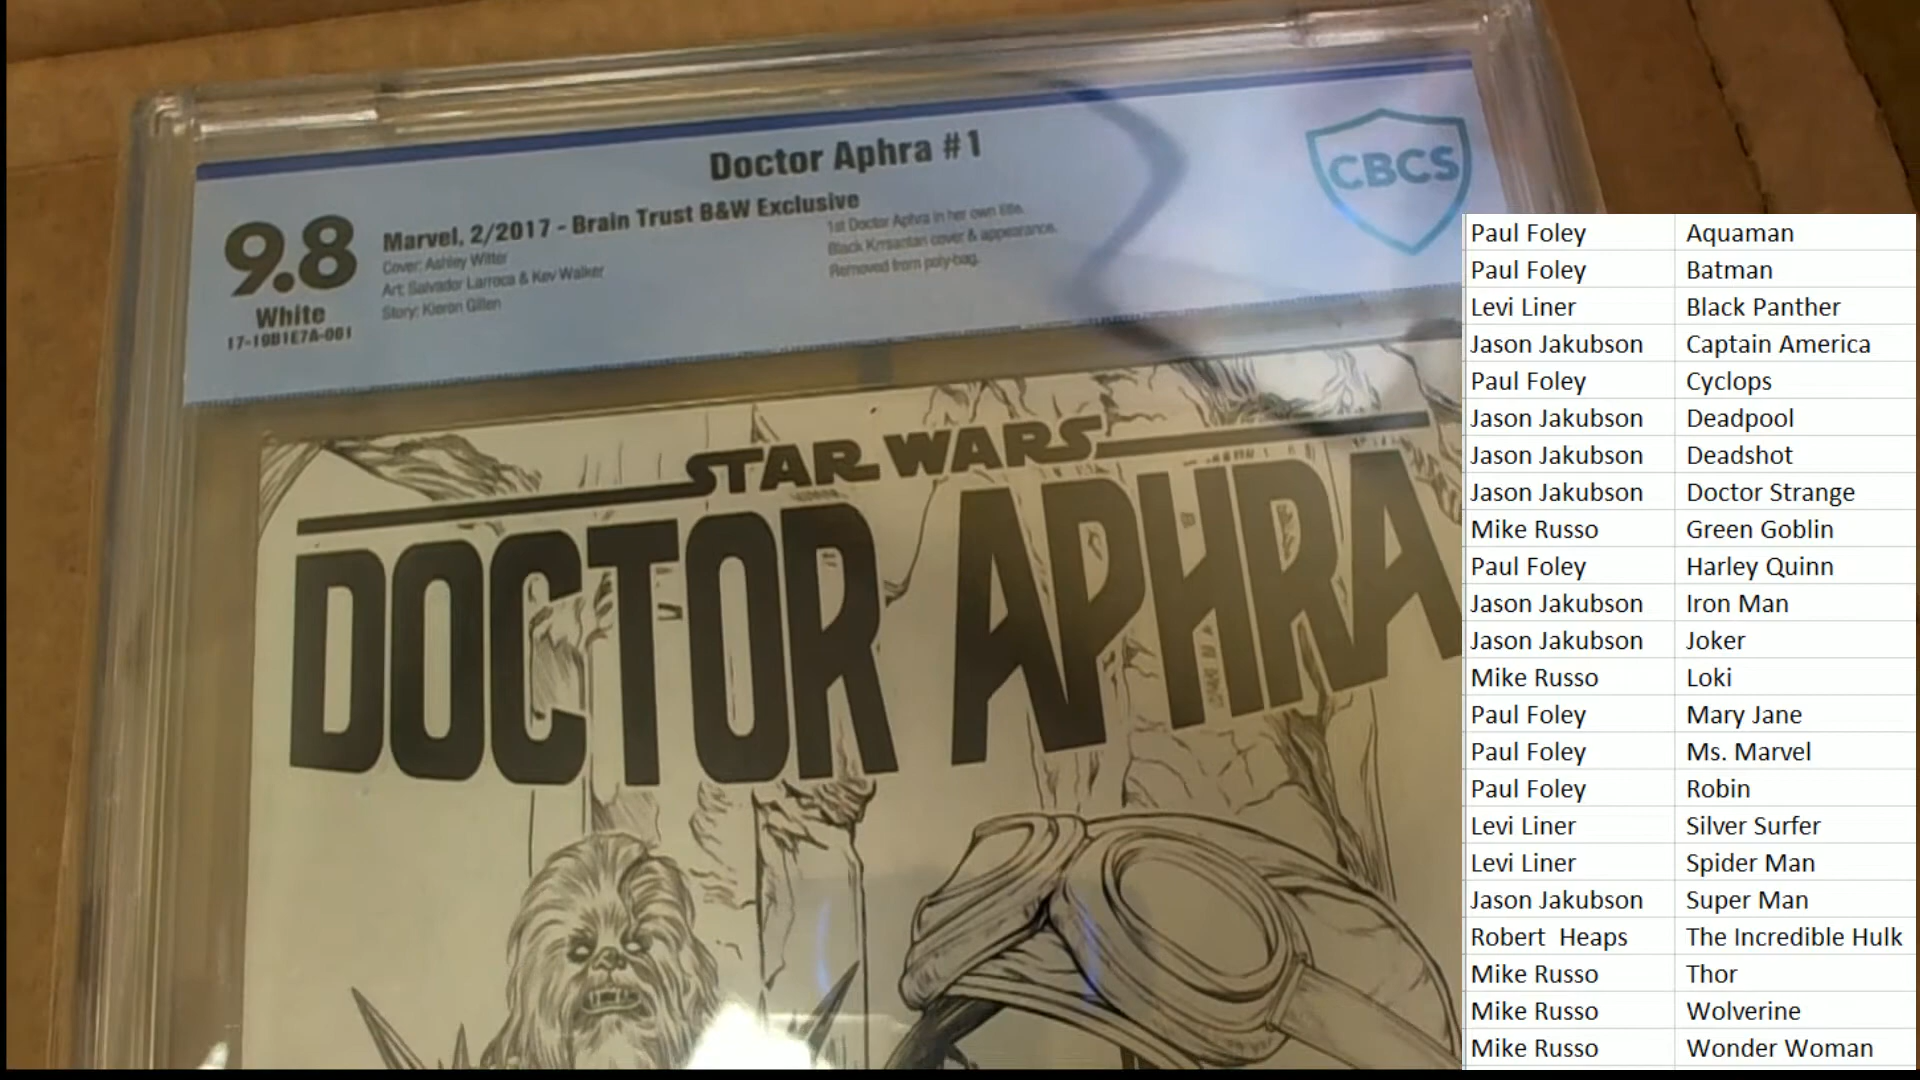 Doctor Aphra #1
CBCS
9.8
White
17-19B1E7A-001
Marvel, 2/2017 - Brain Trust B&W Exclusive
Cover: Ashley Witter
Art: Salvador Larroca & Kev Walker
Story: Kieron Gillen
1st Doctor Aphra in her own title.
Black Krrsantan cover & appearance.
Removed from poly-bag.
STAR WARS
DOCTOR APHRA
Paul Foley Aquaman
Paul Foley Batman
Levi Liner Black Panther
Jason Jakubson Captain America
Paul Foley Cyclops
Jason Jakubson Deadpool
Jason Jakubson Deadshot
Jason Jakubson Doctor Strange
Mike Russo Green Goblin
Paul Foley Harley Quinn
Jason Jakubson Iron Man
Jason Jakubson Joker
Mike Russo Loki
Paul Foley Mary Jane
Paul Foley Ms. Marvel
Paul Foley Robin
Levi Liner Silver Surfer
Levi Liner Spider Man
Jason Jakubson Super Man
Robert Heaps The Incredible Hulk
Mike Russo Thor
Mike Russo Wolverine
Mike Russo Wonder Woman